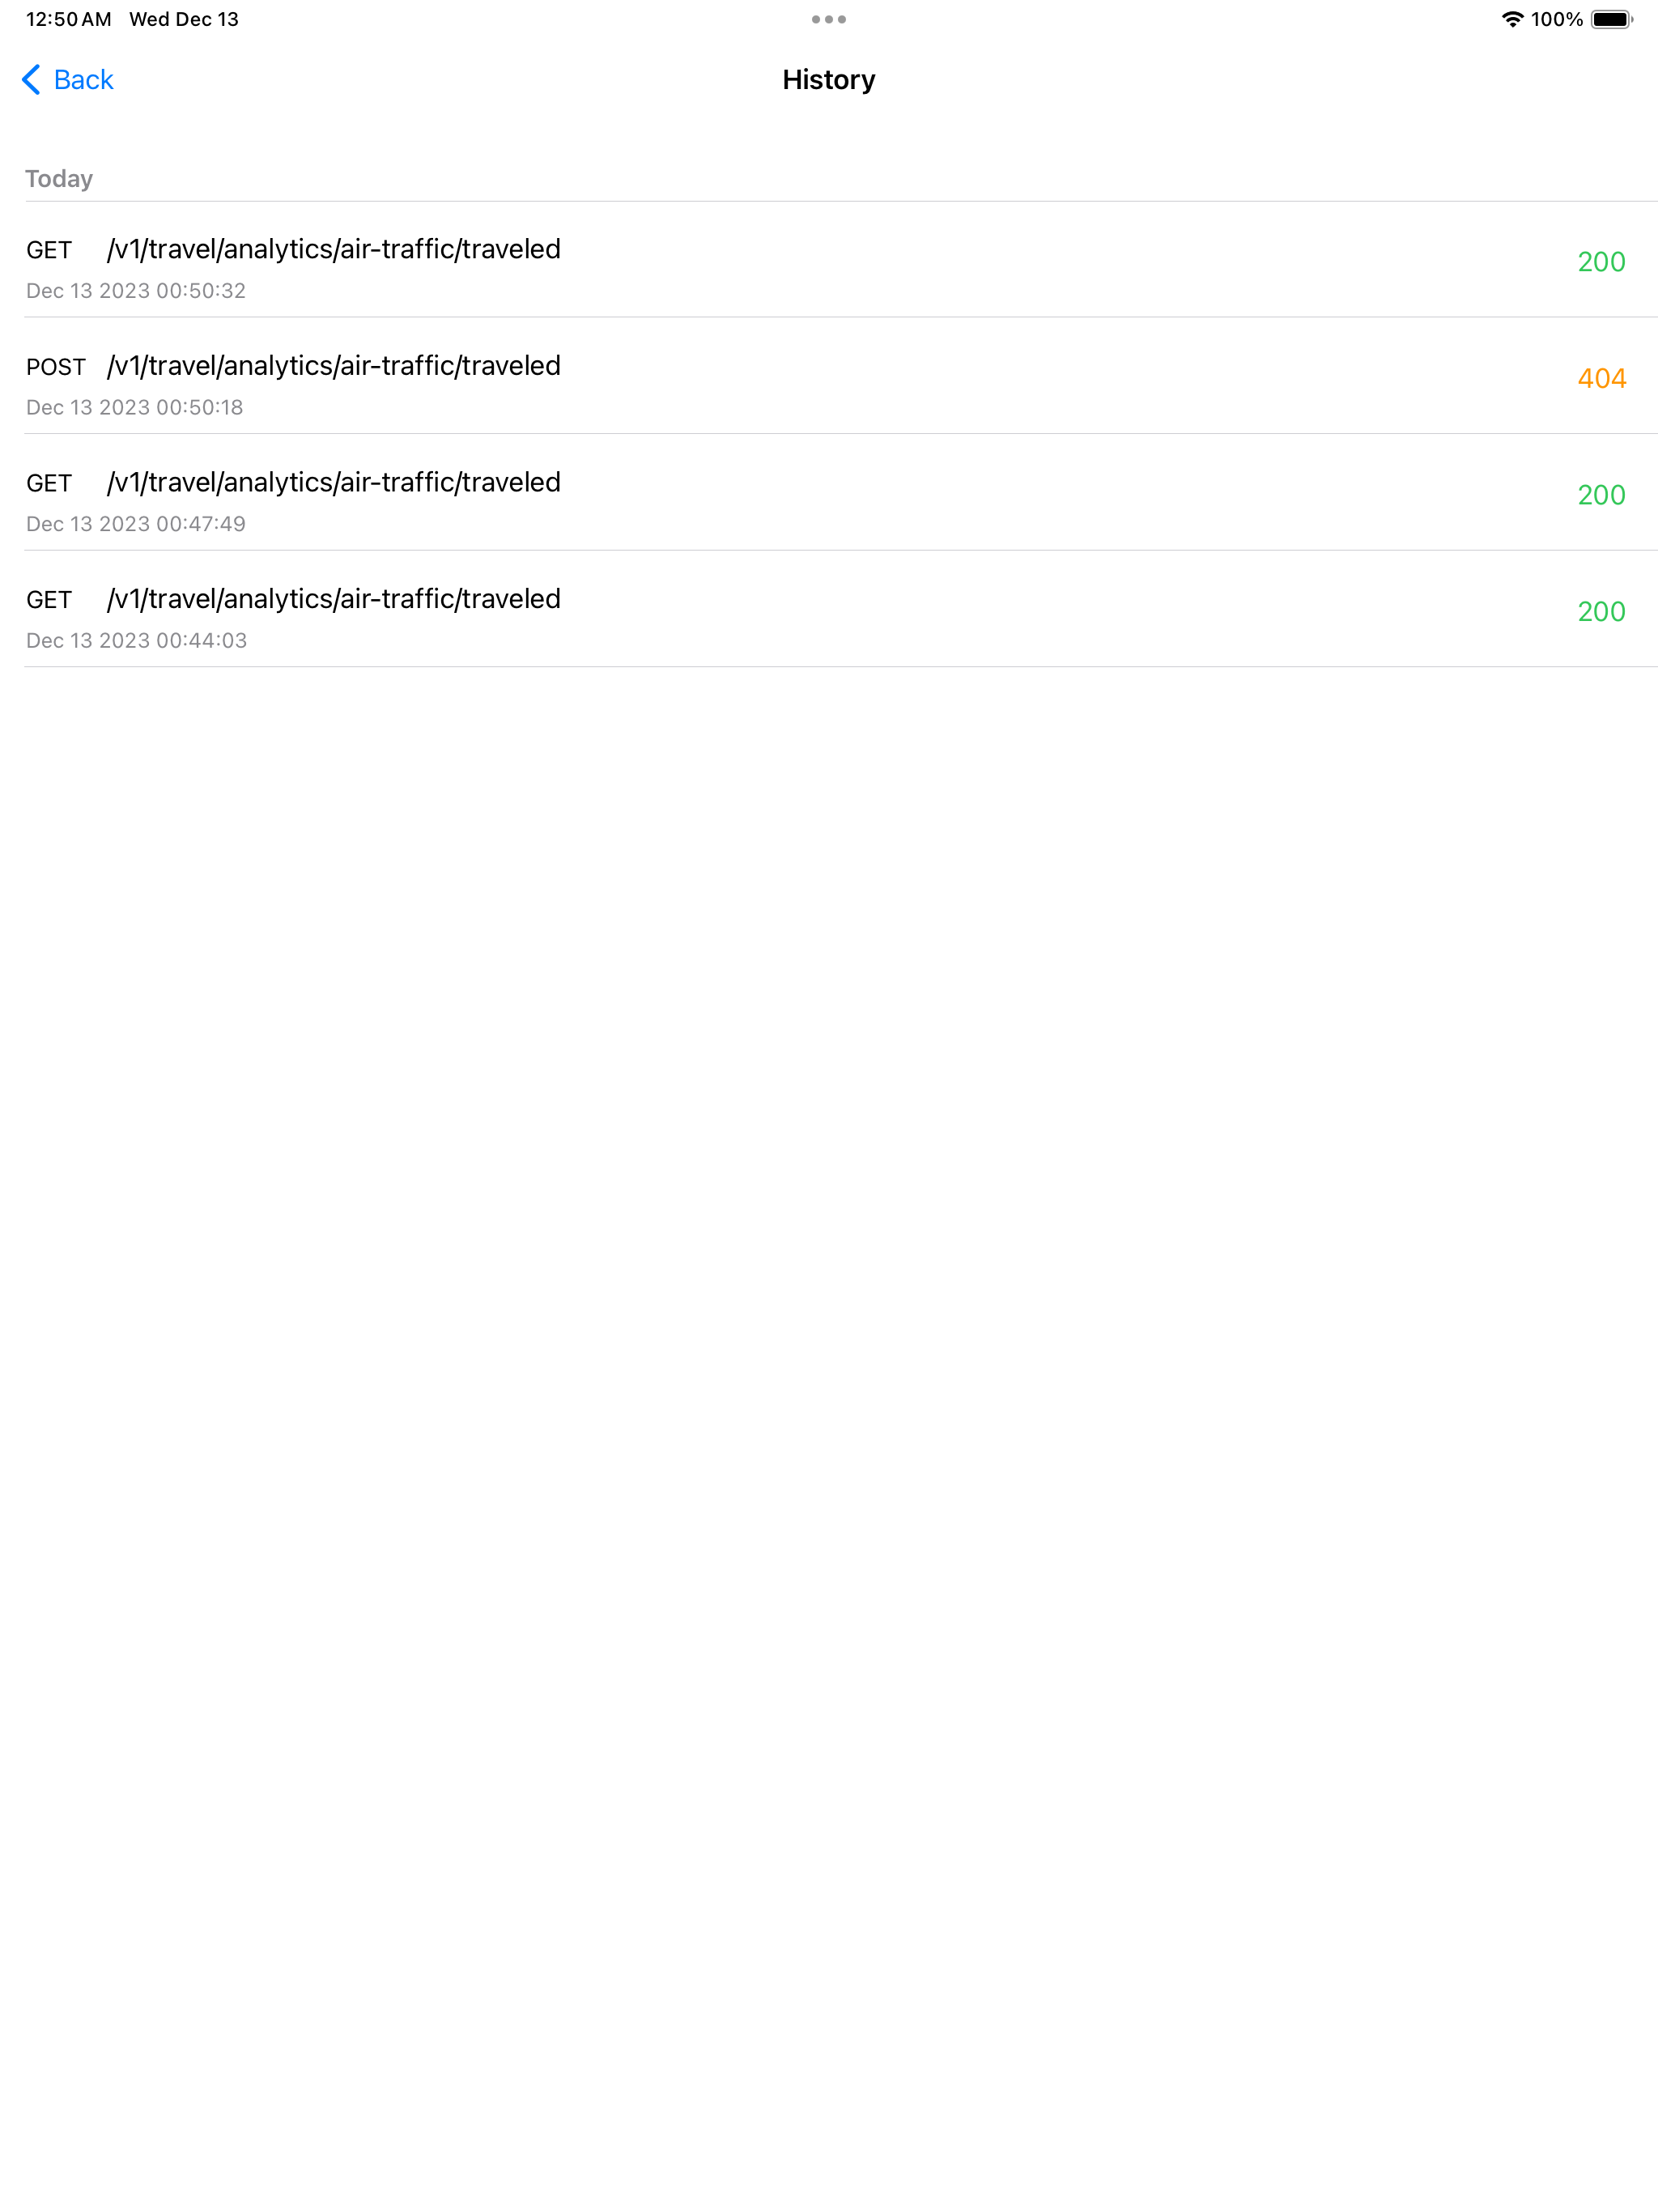 12:50 AM Wed Dec 13 100%
Back History
Today
GET /v1/travel/analytics/air-traffic/traveled 200
Dec 13 2023 00:50:32
POST /v1/travel/analytics/air-traffic/traveled 404
Dec 13 2023 00:50:18
GET /v1/travel/analytics/air-traffic/traveled 200
Dec 13 2023 00:47:49
GET /v1/travel/analytics/air-traffic/traveled 200
Dec 13 2023 00:44:03